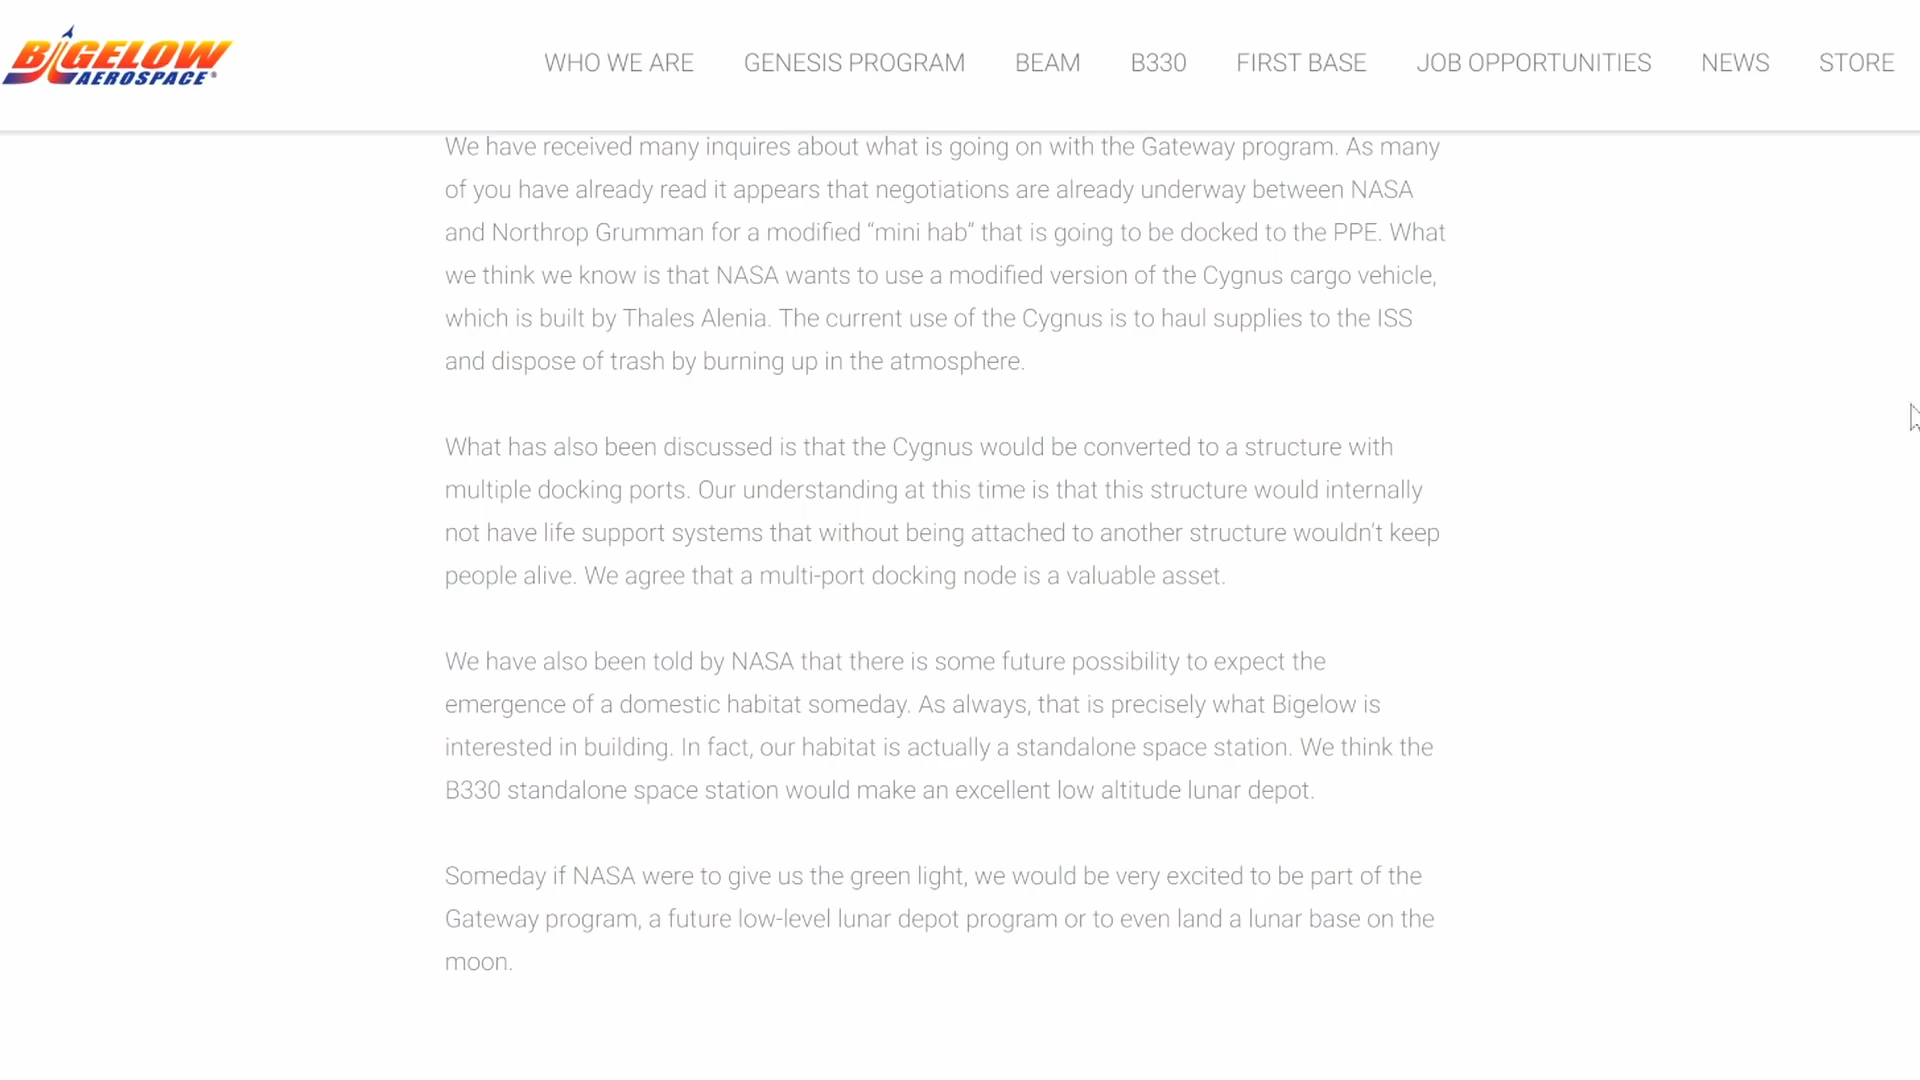 BIGELOW
AEROSPACE®
WHO WE ARE GENESIS PROGRAM BEAM B330 FIRST BASE JOB OPPORTUNITIES NEWS STORE
We have received many inquires about what is going on with the Gateway program. As many
of you have already read it appears that negotiations are already underway between NASA
and Northrop Grumman for a modified “mini hab” that is going to be docked to the PPE. What
we think we know is that NASA wants to use a modified version of the Cygnus cargo vehicle,
which is built by Thales Alenia. The current use of the Cygnus is to haul supplies to the ISS
and dispose of trash by burning up in the atmosphere.
What has also been discussed is that the Cygnus would be converted to a structure with
multiple docking ports. Our understanding at this time is that this structure would internally
not have life support systems that without being attached to another structure wouldn’t keep
people alive. We agree that a multi-port docking node is a valuable asset.
We have also been told by NASA that there is some future possibility to expect the
emergence of a domestic habitat someday. As always, that is precisely what Bigelow is
interested in building. In fact, our habitat is actually a standalone space station. We think the
B330 standalone space station would make an excellent low altitude lunar depot.
Someday if NASA were to give us the green light, we would be very excited to be part of the
Gateway program, a future low-level lunar depot program or to even land a lunar base on the
moon.